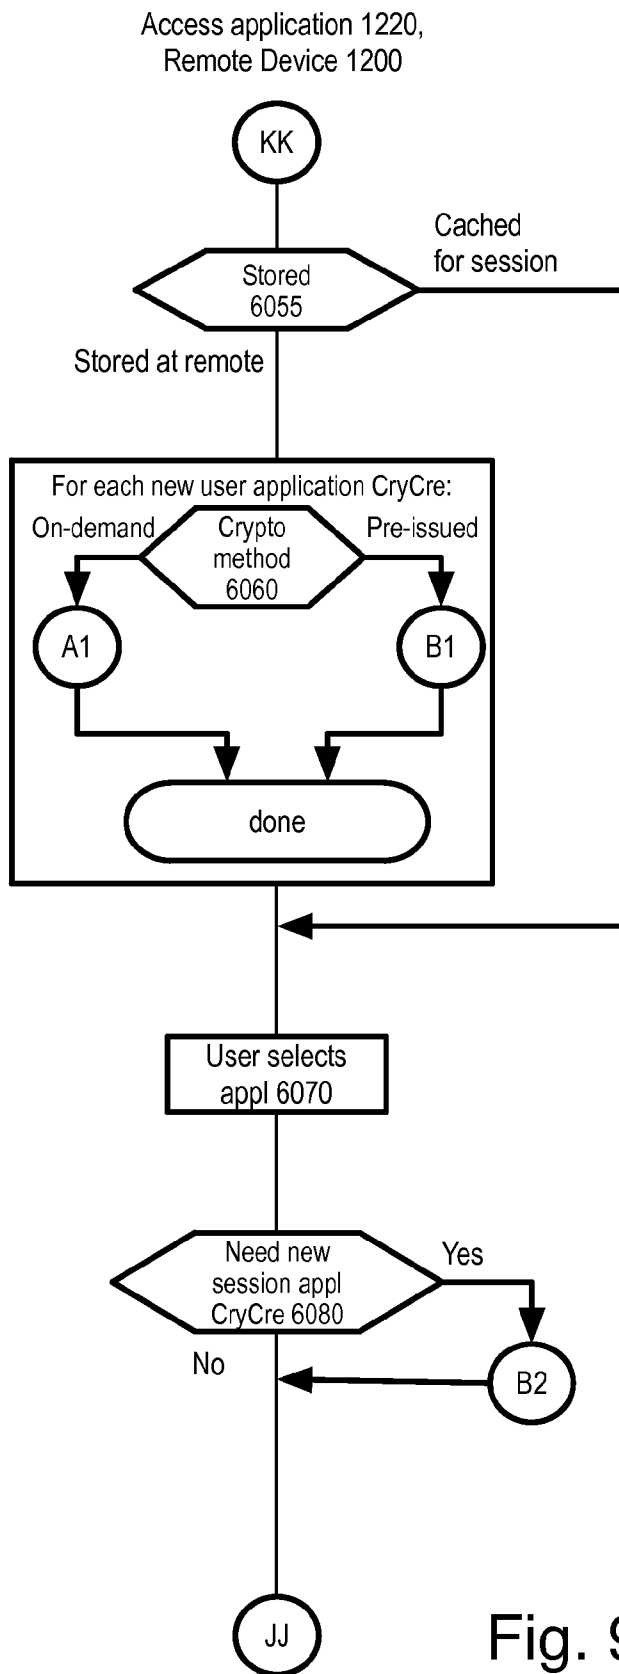 Access application 1220,
Remote Device 1200
KK
Cached
for session
Stored
6055
Stored at remote
For each new user application CryCre:
On-demand
Crypto
method
6060
Pre-issued
A1
B1
done
User selects
appl 6070
Need new
session appl
CryCre 6080
Yes
No
B2
JJ
Fig. 9